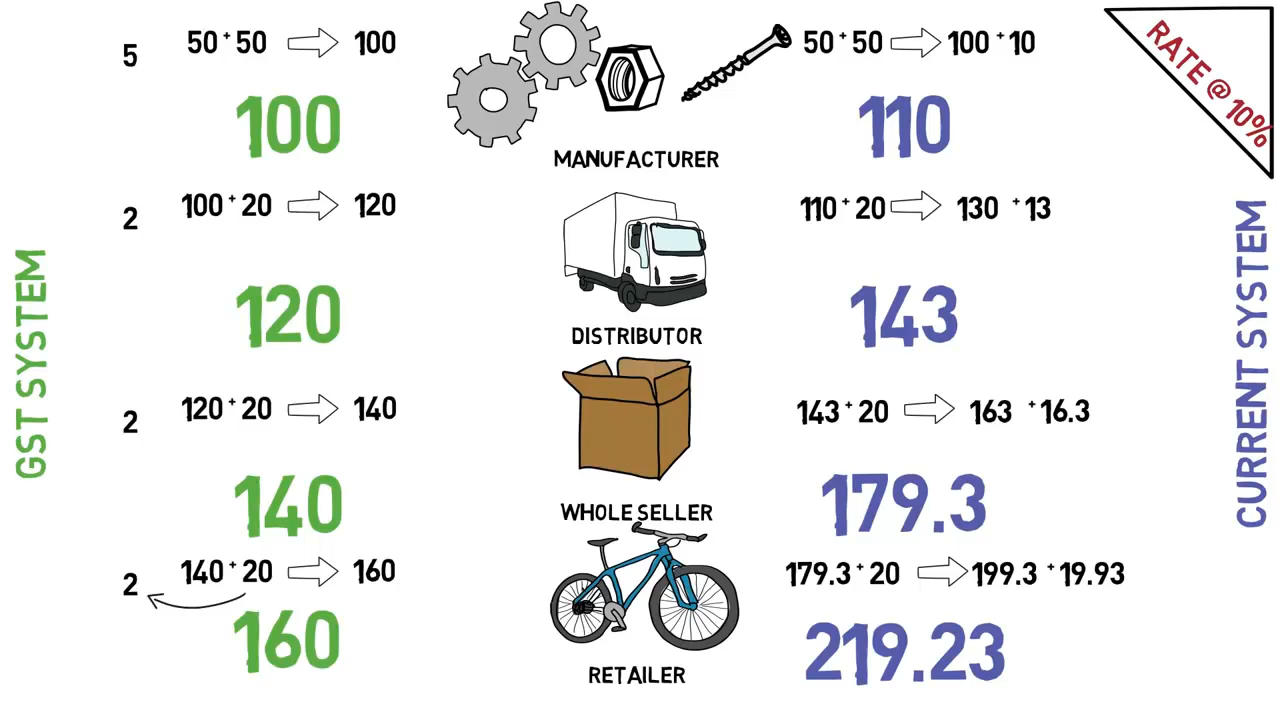 5 50 + 50 100
100
MANUFACTURER
50 + 50 100 + 10
110
RATE @ 10%
2 100 + 20 120
120
DISTRIBUTOR
110 + 20 130 + 13
143
GST SYSTEM
CURRENT SYSTEM
2 120 + 20 140
140
WHOLE SELLER
143 + 20 163 + 16.3
179.3
2 140 + 20 160
160
RETAILER
179.3 + 20 199.3 + 19.93
219.23